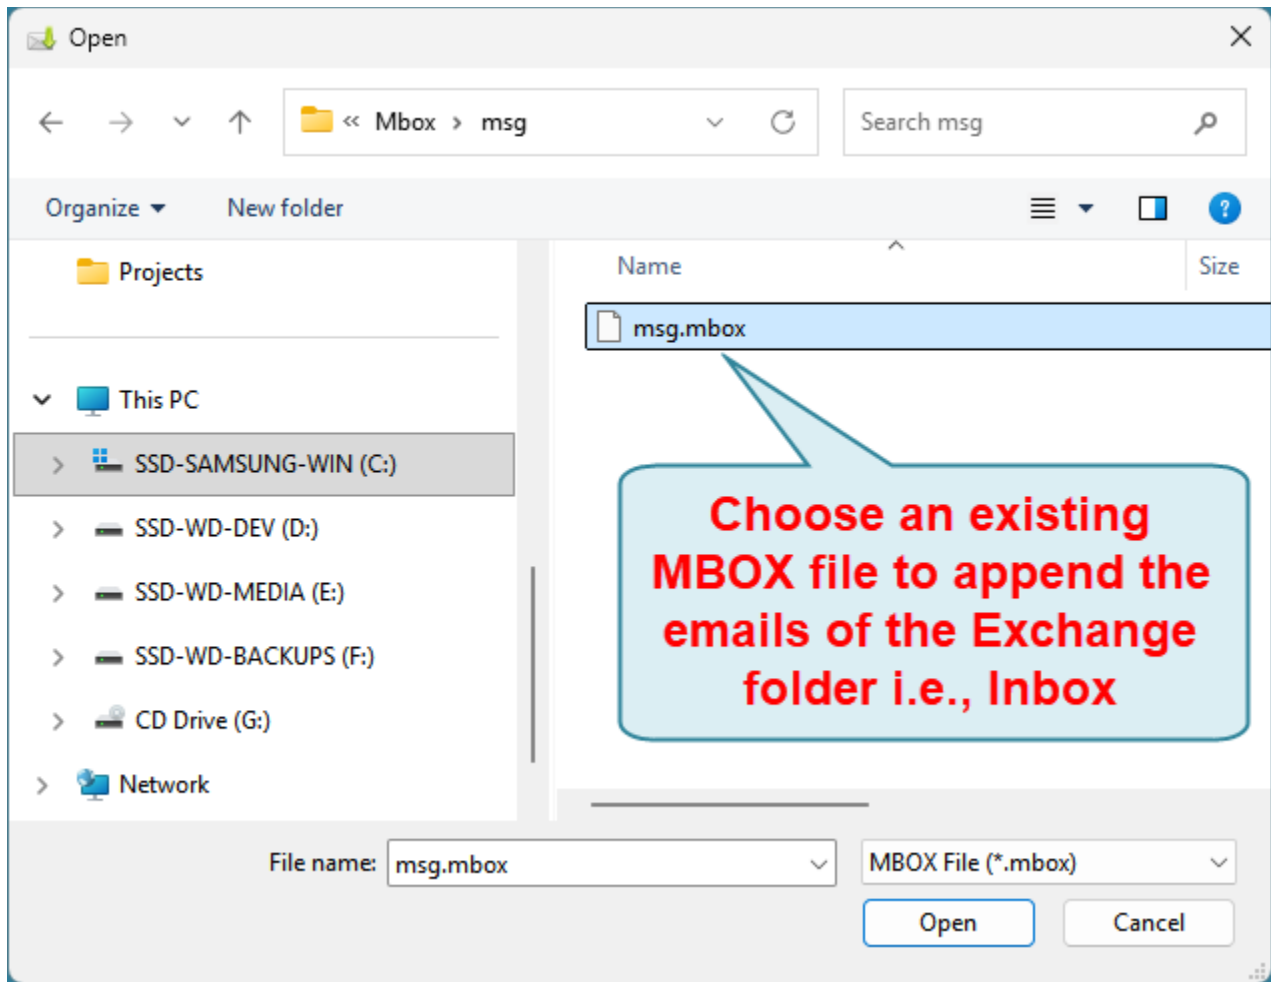 Open
« Mbox > msg
Search msg
Organize
New folder
?
Projects
This PC
SSD-SAMSUNG-WIN (C:)
SSD-WD-DEV (D:)
SSD-WD-MEDIA (E:)
SSD-WD-BACKUPS (F:)
CD Drive (G:)
Network
Name
Size
msg.mbox
Choose an existing
MBOX file to append the
emails of the Exchange
folder i.e., Inbox
File name:
msg.mbox
MBOX File (*.mbox)
Open
Cancel